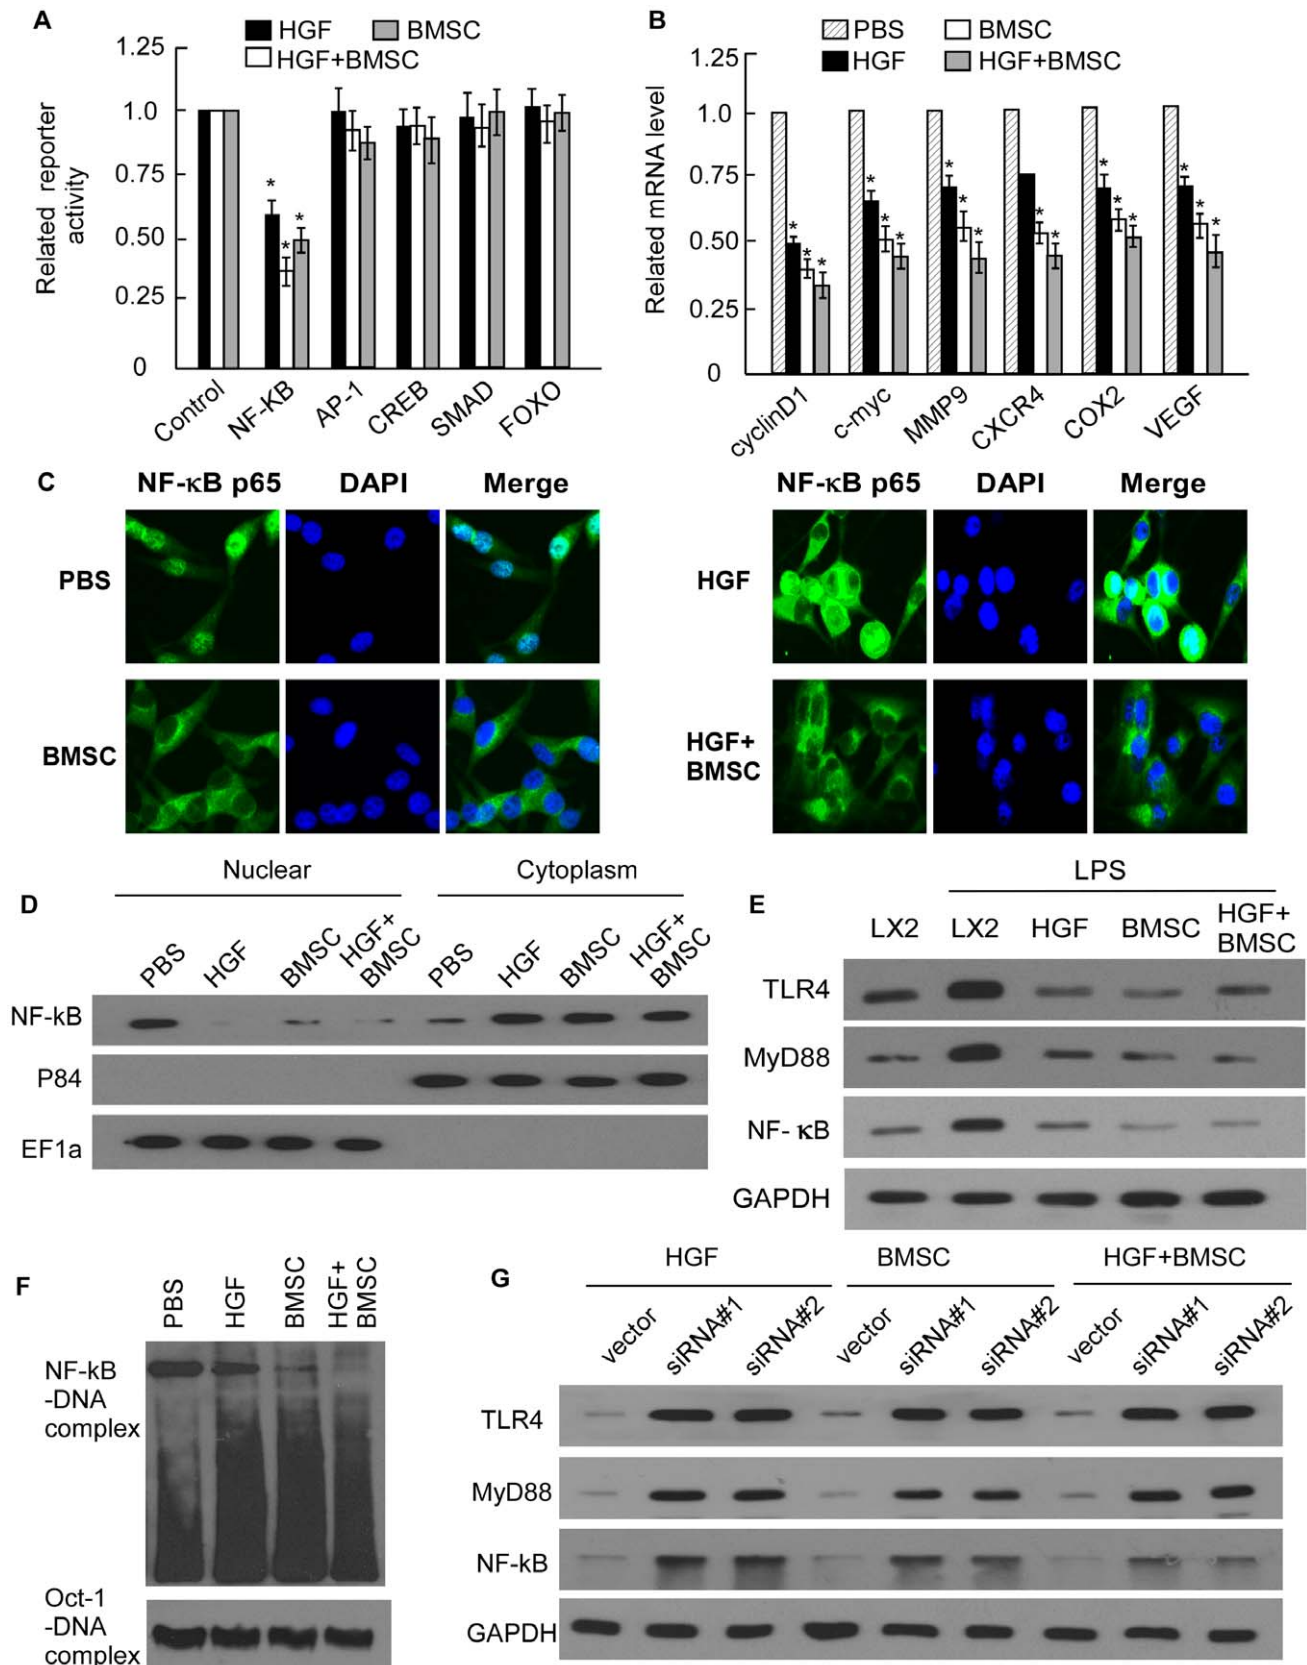 A
HGF
BMSC
HGF+BMSC
Related reporter
activity
1.25
1.0
0.75
0.50
0.25
0
*
*
*
Control
NF-KB
AP-1
CREB
SMAD
FOXO
B
PBS
BMSC
HGF
HGF+BMSC
Related mRNA level
1.25
1.0
0.75
0.50
0.25
0
* * *
* * *
* * *
* *
* * *
* * *
cyclinD1
c-myc
MMP9
CXCR4
COX2
VEGF
C
NF-κB p65
DAPI
Merge
PBS
BMSC
NF-κB p65
DAPI
Merge
HGF
HGF+
BMSC
D
Nuclear
Cytoplasm
PBS
HGF
BMSC
HGF+
BMSC
PBS
HGF
BMSC
HGF+
BMSC
NF-kB
P84
EF1a
E
LPS
LX2
LX2
HGF
BMSC
HGF+
BMSC
TLR4
MyD88
NF- κB
GAPDH
F
PBS
HGF
BMSC
HGF+
BMSC
NF-kB
-DNA
complex
Oct-1
-DNA
complex
G
HGF
BMSC
HGF+BMSC
vector
siRNA#1
siRNA#2
vector
siRNA#1
siRNA#2
vector
siRNA#1
siRNA#2
TLR4
MyD88
NF-kB
GAPDH